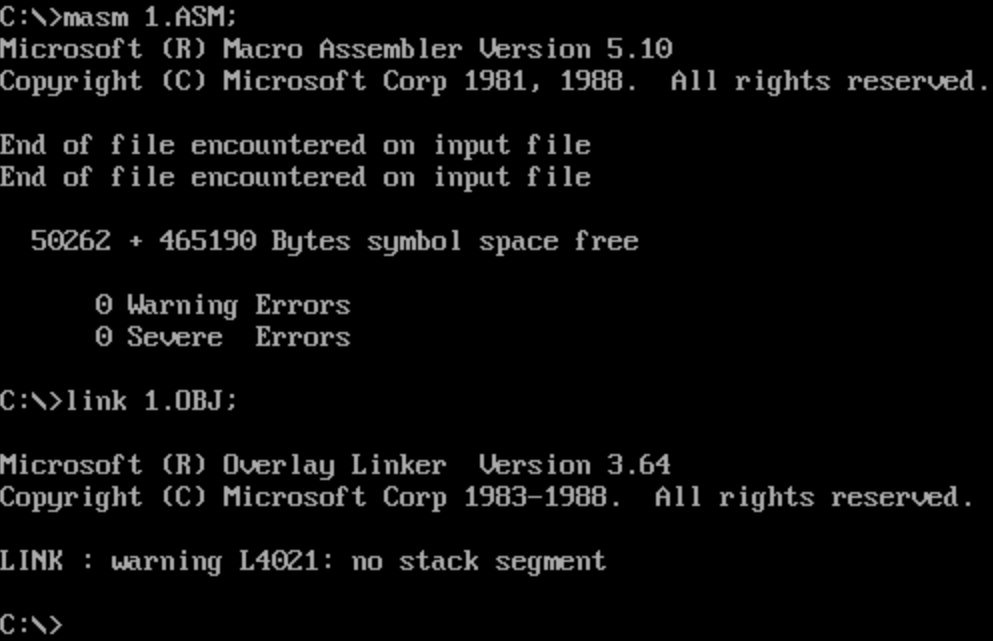 C:\>masm 1.ASM;
Microsoft (R) Macro Assembler Version 5.10
Copyright (C) Microsoft Corp 1981, 1988.  All rights reserved.
End of file encountered on input file
End of file encountered on input file
50262 + 465190 Bytes symbol space free
0 Warning Errors
0 Severe  Errors
C:\>link 1.OBJ;
Microsoft (R) Overlay Linker  Version 3.64
Copyright (C) Microsoft Corp 1983-1988.  All rights reserved.
LINK : warning L4021: no stack segment
C:\>